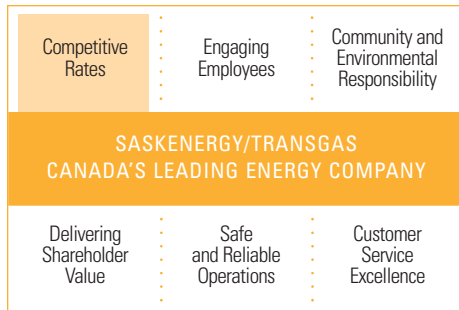 Competitive
Rates
Engaging
Employees
Community and
Environmental
Responsibility
SASKENERGY/TRANSGAS
CANADA'S LEADING ENERGY COMPANY
Delivering
Shareholder
Value
Safe
and Reliable
Operations
Customer
Service
Excellence